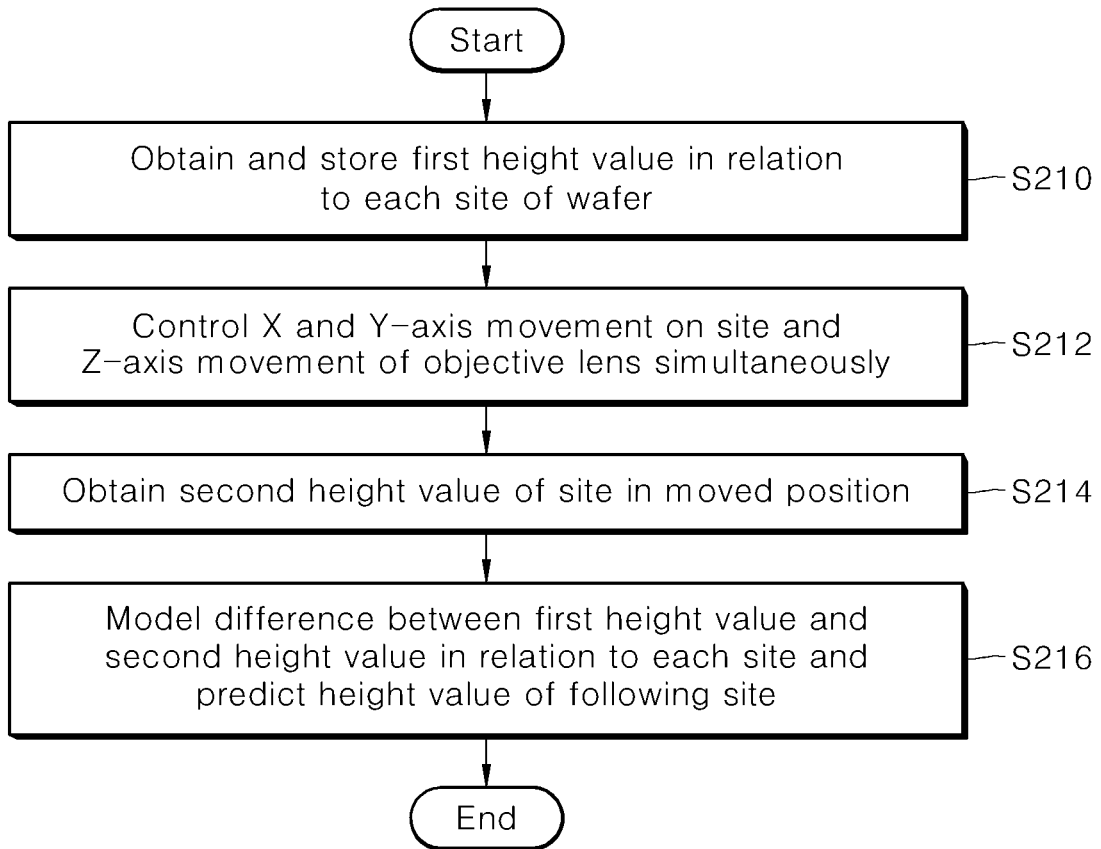 Start
Obtain and store first height value in relation
to each site of wafer
S210
Control X and Y-axis movement on site and
Z-axis movement of objective lens simultaneously
S212
Obtain second height value of site in moved position
S214
Model difference between first height value and
second height value in relation to each site and
predict height value of following site
S216
End